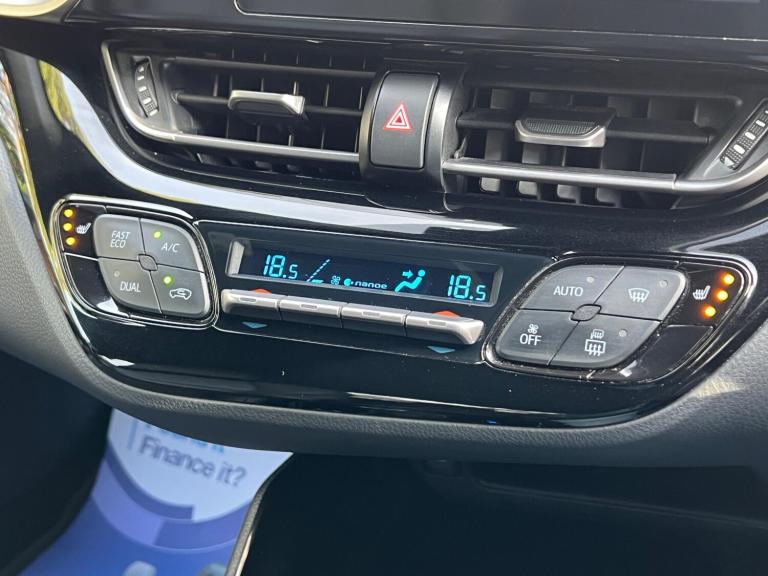 FAST
ECO
A/C
DUAL
18.5
nanoe
18.5
AUTO
OFF
Finance it?